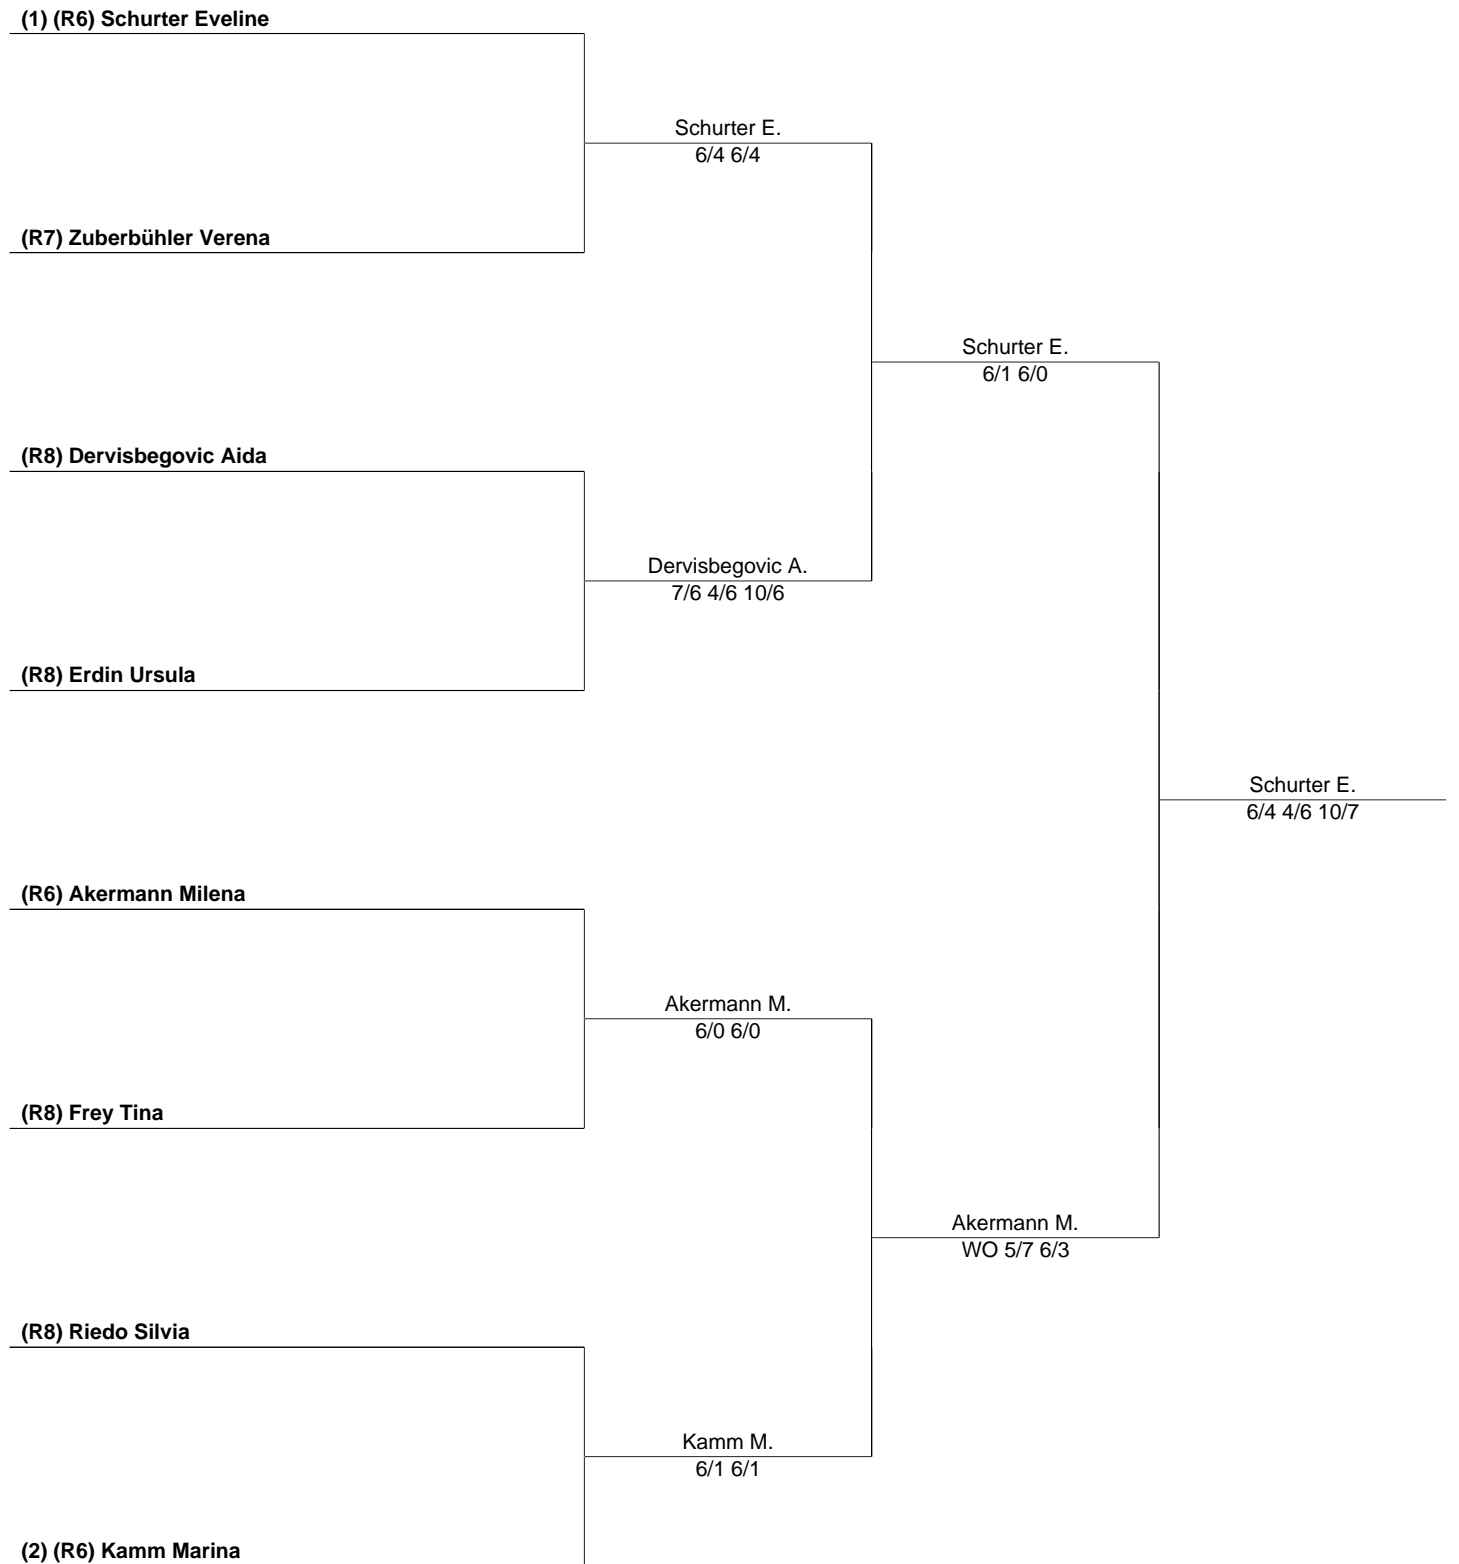 (1) (R6) Schurter Eveline
Schurter E.
6/4 6/4
(R7) Zuberbühler Verena
Schurter E.
6/1 6/0
(R8) Dervisbegovic Aida
Dervisbegovic A.
7/6 4/6 10/6
(R8) Erdin Ursula
Schurter E.
6/4 4/6 10/7
(R6) Akermann Milena
Akermann M.
6/0 6/0
(R8) Frey Tina
Akermann M.
WO 5/7 6/3
(R8) Riedo Silvia
Kamm M.
6/1 6/1
(2) (R6) Kamm Marina